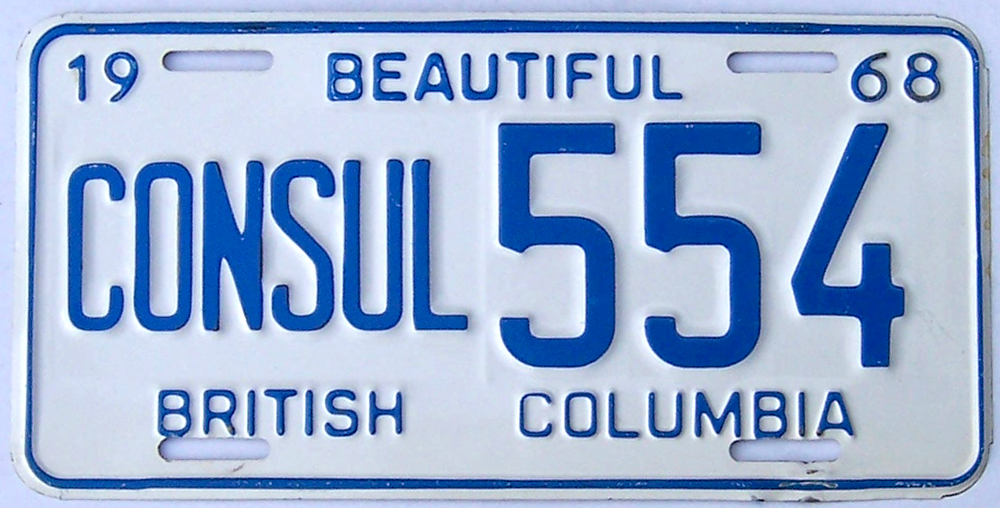 19 BEAUTIFUL 68
CONSUL 554
BRITISH COLUMBIA